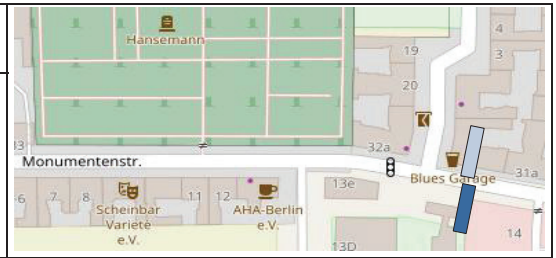 Hansemann
4
3
19
20
32a
Monumentenstr.
Blues Garage
31a
6
7
8
11
12
13e
Scheinbar
Varieté
e.V.
AHA-Berlin
e.V.
13D
14